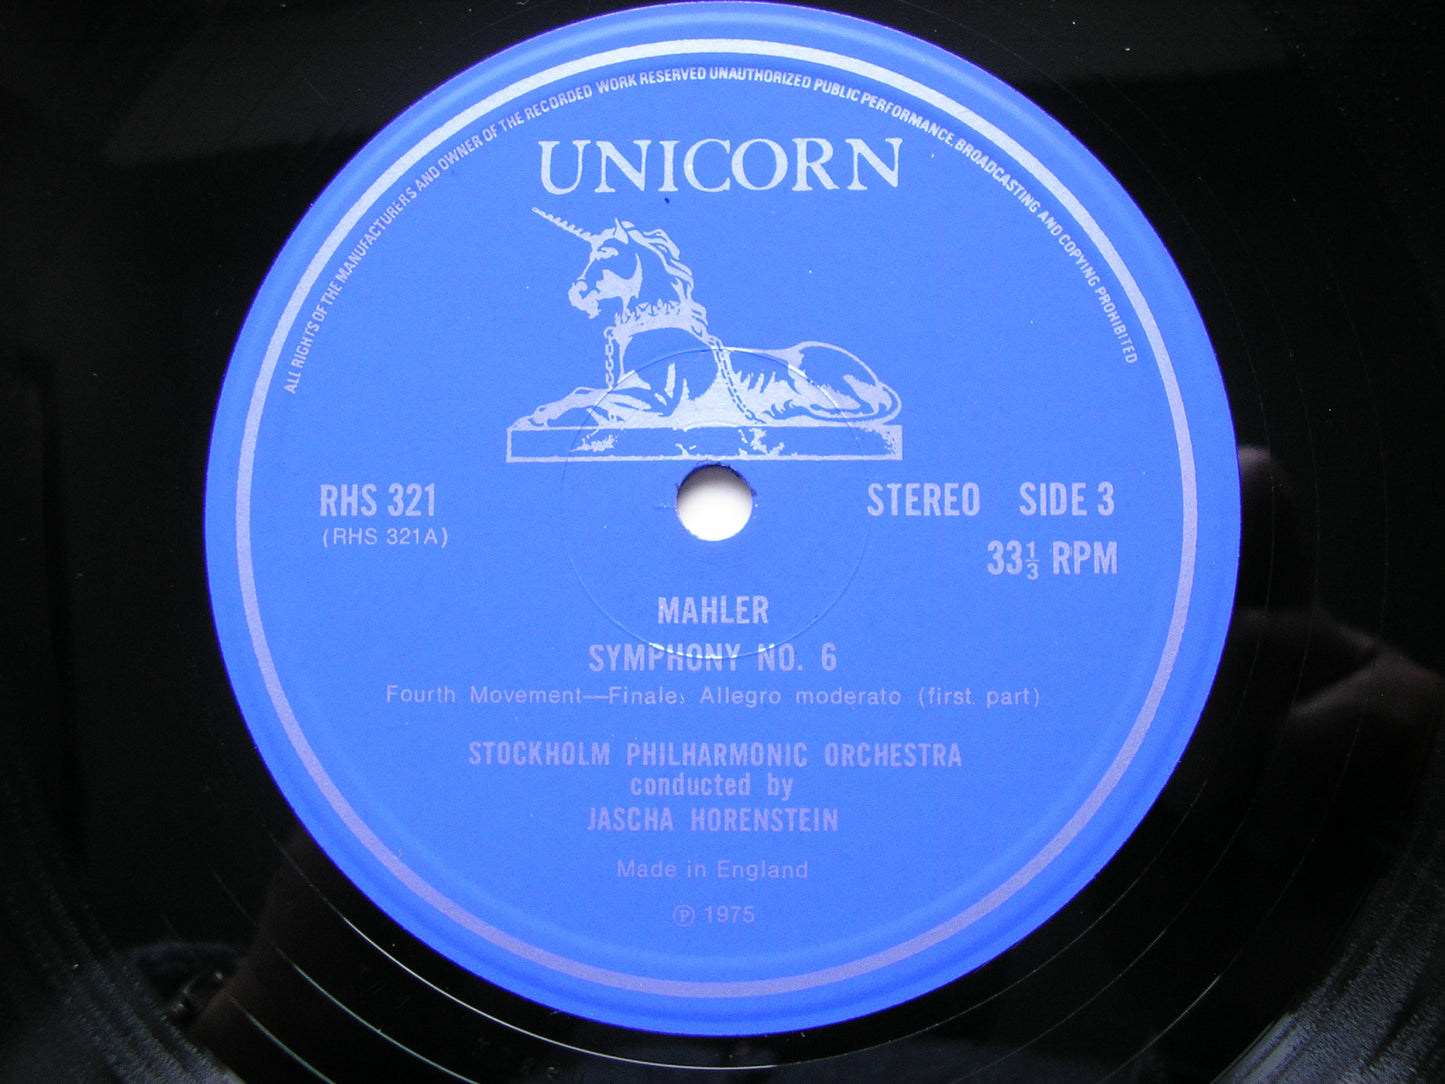 ALL RIGHTS OF THE MANUFACTURERS AND OWNER OF THE RECORDED WORK RESERVED UNAUTHORIZED PUBLIC PERFORMANCE, BROADCASTING AND COPYING PROHIBITED
UNICORN
RHS 321
(RHS 321A)
STEREO SIDE 3
33⅓ RPM
MAHLER
SYMPHONY NO. 6
Fourth Movement—Finale: Allegro moderato (first part)
STOCKHOLM PHILHARMONIC ORCHESTRA
conducted by
JASCHA HORENSTEIN
Made in England
℗ 1975